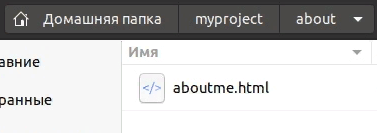 Домашняя папка myproject about
Имя
авние
aboutme.html
ранные